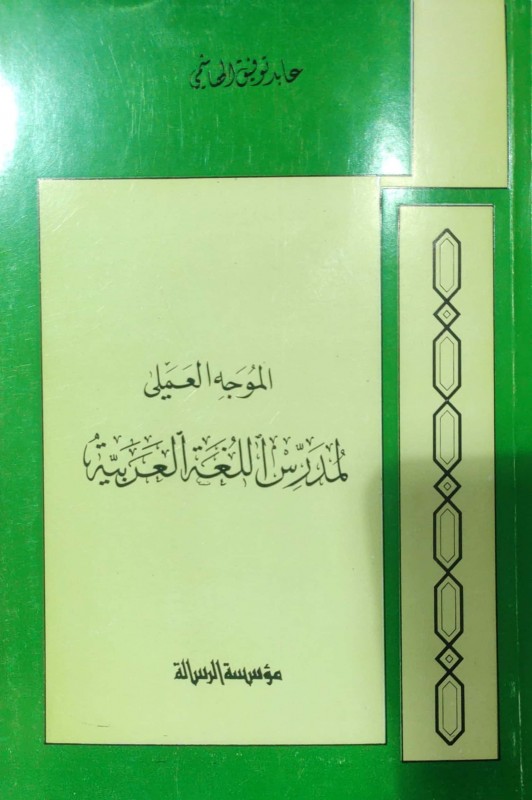 عابد توفيق الهاشمي
الموجه العملي
لمدرس اللغة العربية
مؤسسة الرسالة